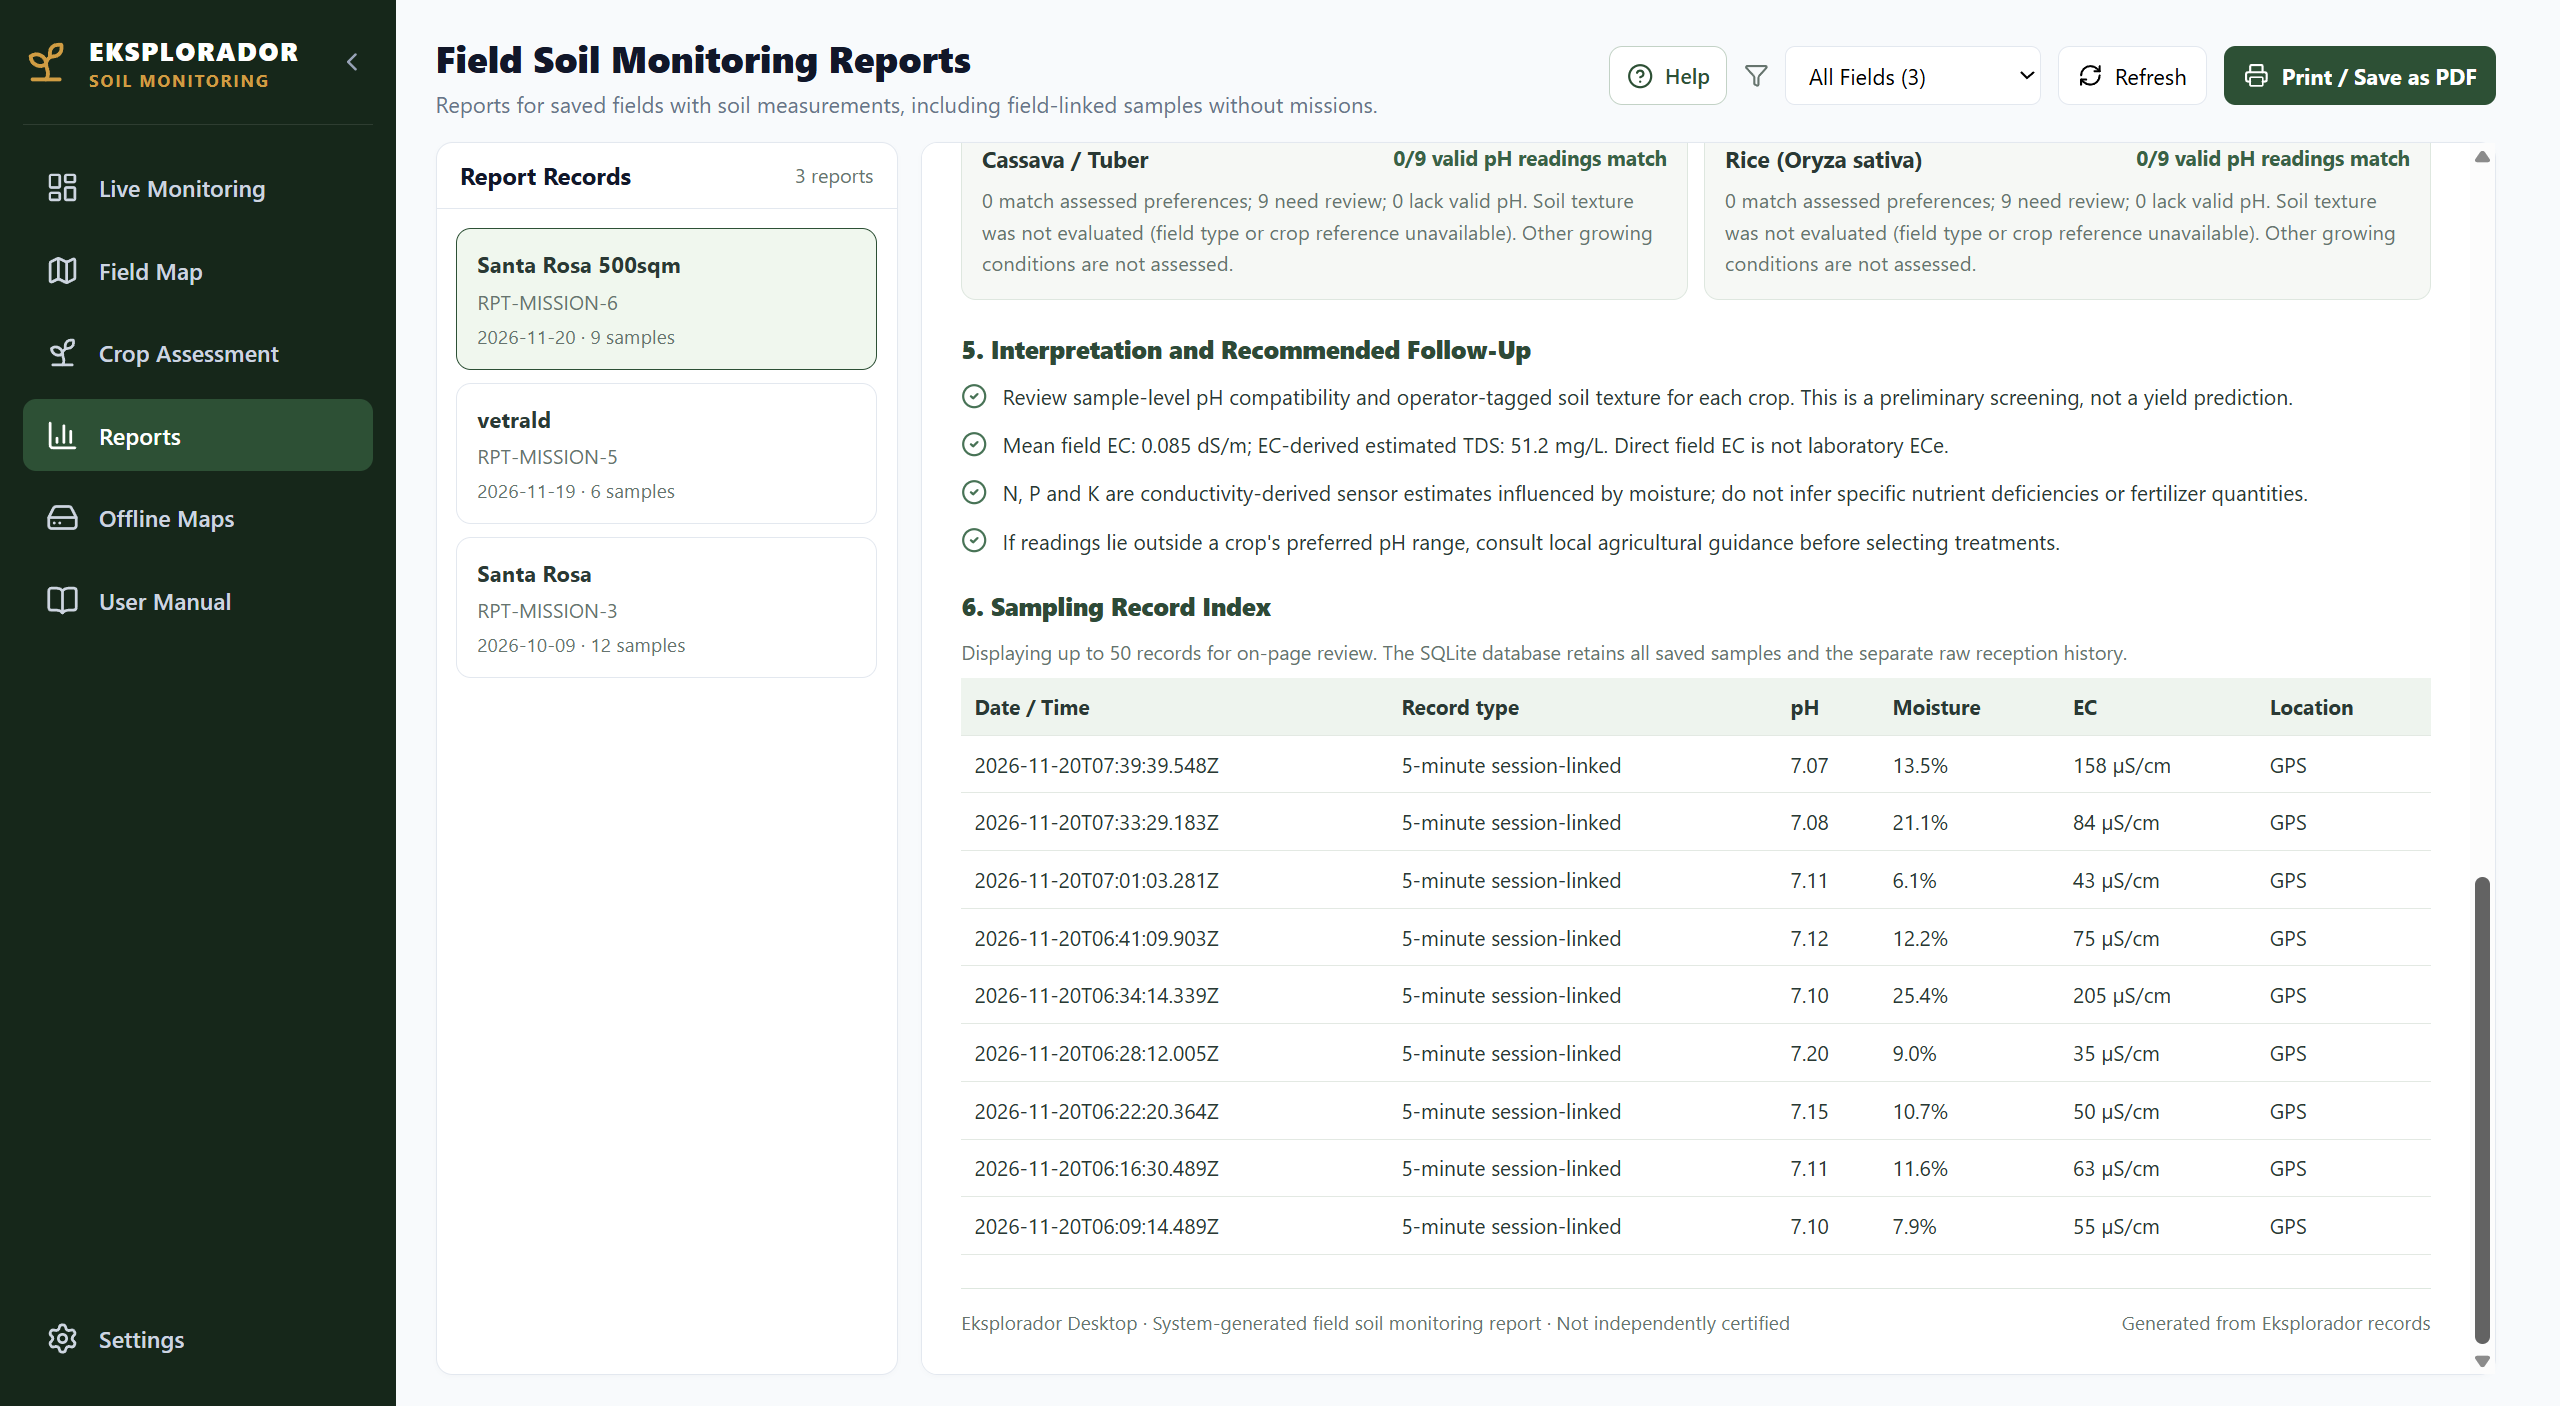 EKSPLORADOR
SOIL MONITORING
Live Monitoring
Field Map
Crop Assessment
Reports
Offline Maps
User Manual
Settings
Field Soil Monitoring Reports
Reports for saved fields with soil measurements, including field-linked samples without missions.
Help
All Fields (3)
Refresh
Print / Save as PDF
Report Records
3 reports
Santa Rosa 500sqm
RPT-MISSION-6
2026-11-20 · 9 samples
vetrald
RPT-MISSION-5
2026-11-19 · 6 samples
Santa Rosa
RPT-MISSION-3
2026-10-09 · 12 samples
Cassava / Tuber
0/9 valid pH readings match
0 match assessed preferences; 9 need review; 0 lack valid pH. Soil texture
was not evaluated (field type or crop reference unavailable). Other growing
conditions are not assessed.
Rice (Oryza sativa)
0/9 valid pH readings match
0 match assessed preferences; 9 need review; 0 lack valid pH. Soil texture
was not evaluated (field type or crop reference unavailable). Other growing
conditions are not assessed.
5. Interpretation and Recommended Follow-Up
Review sample-level pH compatibility and operator-tagged soil texture for each crop. This is a preliminary screening, not a yield prediction.
Mean field EC: 0.085 dS/m; EC-derived estimated TDS: 51.2 mg/L. Direct field EC is not laboratory ECe.
N, P and K are conductivity-derived sensor estimates influenced by moisture; do not infer specific nutrient deficiencies or fertilizer quantities.
If readings lie outside a crop's preferred pH range, consult local agricultural guidance before selecting treatments.
6. Sampling Record Index
Displaying up to 50 records for on-page review. The SQLite database retains all saved samples and the separate raw reception history.
Date / Time Record type pH Moisture EC Location
2026-11-20T07:39:39.548Z 5-minute session-linked 7.07 13.5% 158 µS/cm GPS
2026-11-20T07:33:29.183Z 5-minute session-linked 7.08 21.1% 84 µS/cm GPS
2026-11-20T07:01:03.281Z 5-minute session-linked 7.11 6.1% 43 µS/cm GPS
2026-11-20T06:41:09.903Z 5-minute session-linked 7.12 12.2% 75 µS/cm GPS
2026-11-20T06:34:14.339Z 5-minute session-linked 7.10 25.4% 205 µS/cm GPS
2026-11-20T06:28:12.005Z 5-minute session-linked 7.20 9.0% 35 µS/cm GPS
2026-11-20T06:22:20.364Z 5-minute session-linked 7.15 10.7% 50 µS/cm GPS
2026-11-20T06:16:30.489Z 5-minute session-linked 7.11 11.6% 63 µS/cm GPS
2026-11-20T06:09:14.489Z 5-minute session-linked 7.10 7.9% 55 µS/cm GPS
Eksplorador Desktop · System-generated field soil monitoring report · Not independently certified
Generated from Eksplorador records